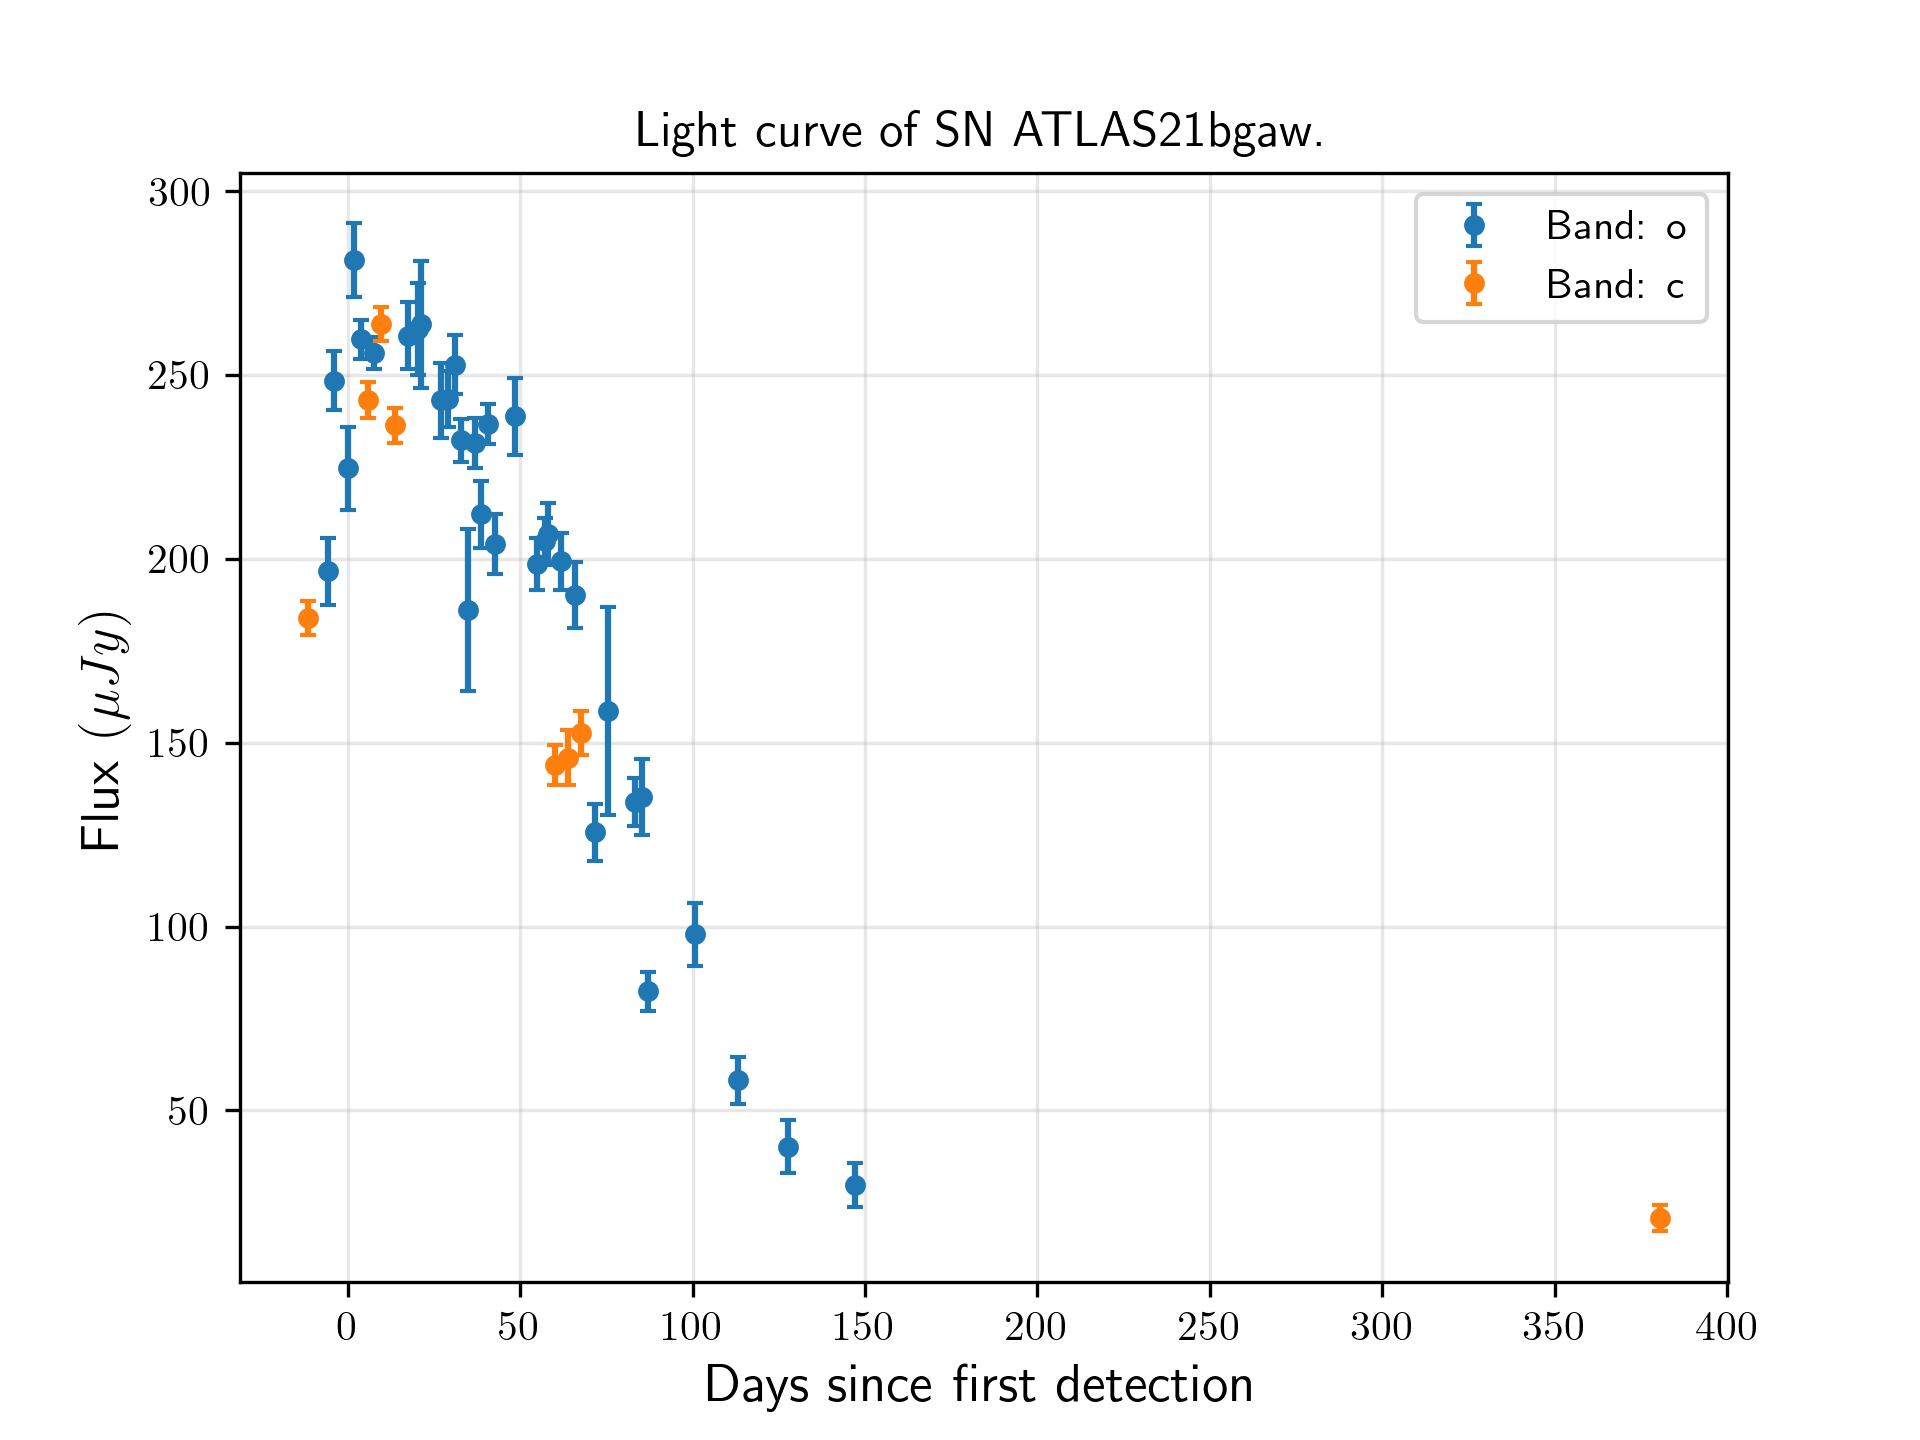 Light curve of SN ATLAS21bgaw.
300
250
200
150
100
50
Flux (μJy)
Band: o
Band: c
0 50 100 150 200 250 300 350 400
Days since first detection